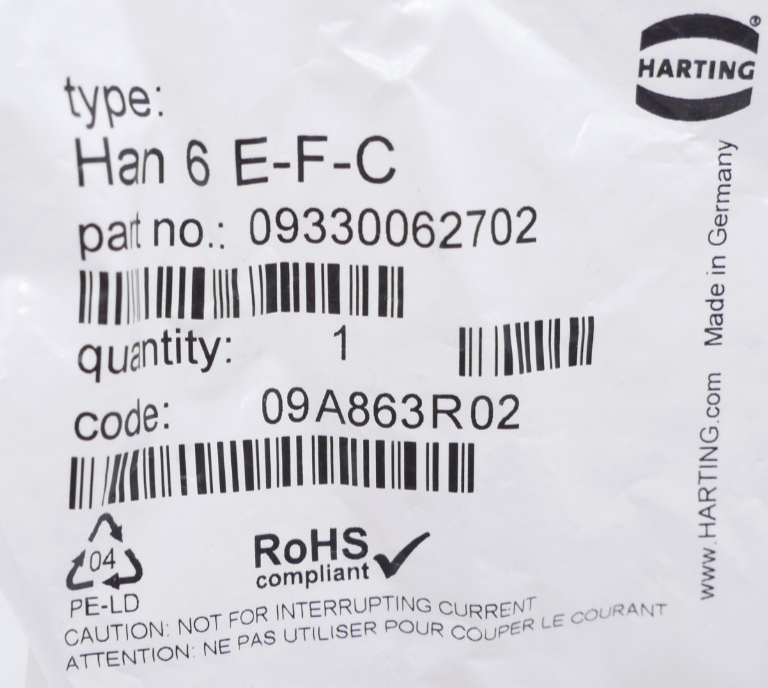 HARTING®
type:
Han 6 E-F-C
part no.: 09330062702
quantity: 1
code: 09A863R02
04
PE-LD
RoHS
compliant
CAUTION: NOT FOR INTERRUPTING CURRENT
ATTENTION: NE PAS UTILISER POUR COUPER LE COURANT
www.HARTING.com Made in Germany